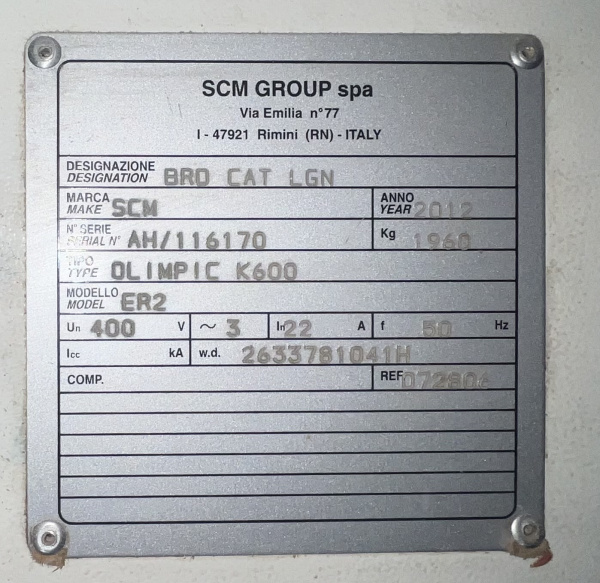 SCM GROUP spa
Via Emilia n°77
I - 47921 Rimini (RN) - ITALY
DESIGNAZIONE
DESIGNATION BRD CAT LGN
MARCA
MAKE SCM
ANNO
YEAR 2012
N° SERIE
SERIAL N° AH/116170
Kg 1960
TIPO
TYPE OLIMPIC K600
MODELLO
MODEL ER2
Un 400 V ~ 3 In 22 A f 50 Hz
Icc kA w.d. 2633781041H
COMP. REF 072806